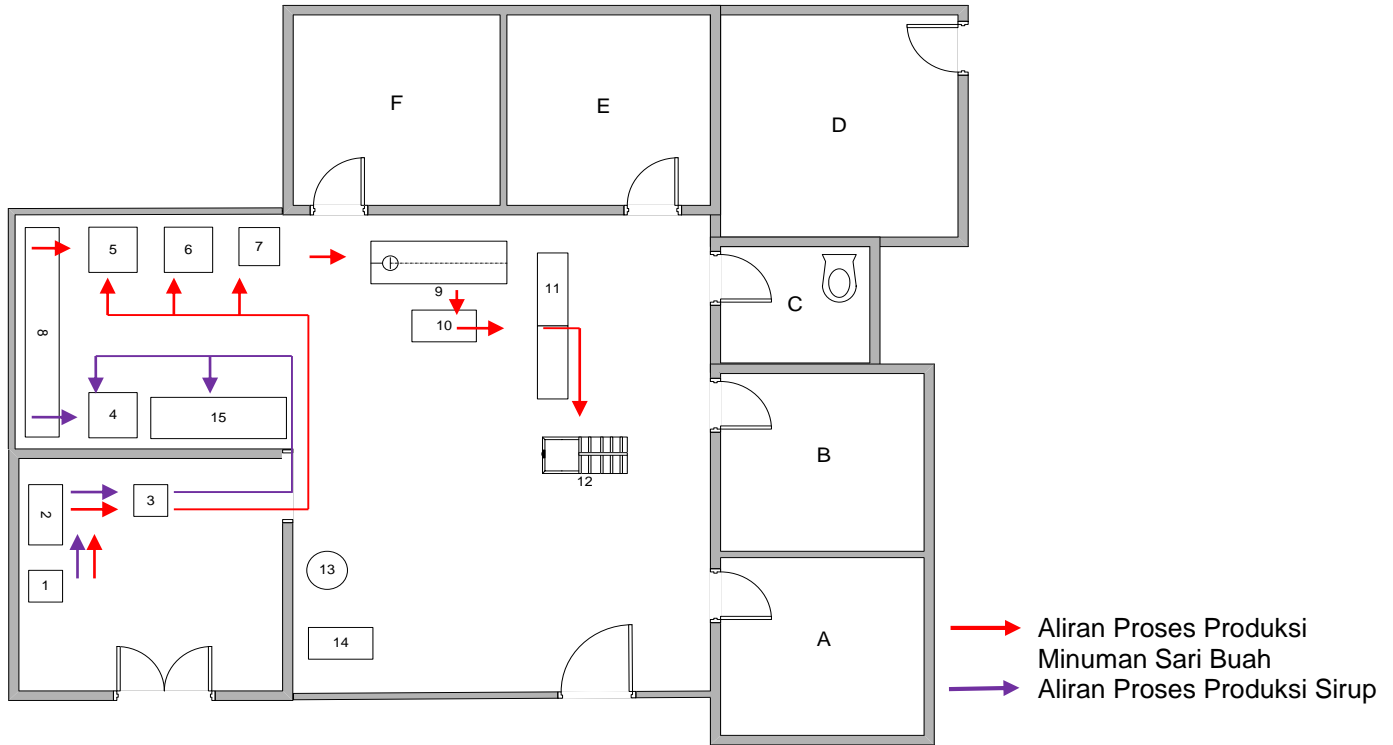 F
E
D
5
6
7
8
9
10
11
C
4
15
12
B
2
3
1
13
14
A
Aliran Proses Produksi
Minuman Sari Buah
Aliran Proses Produksi Sirup